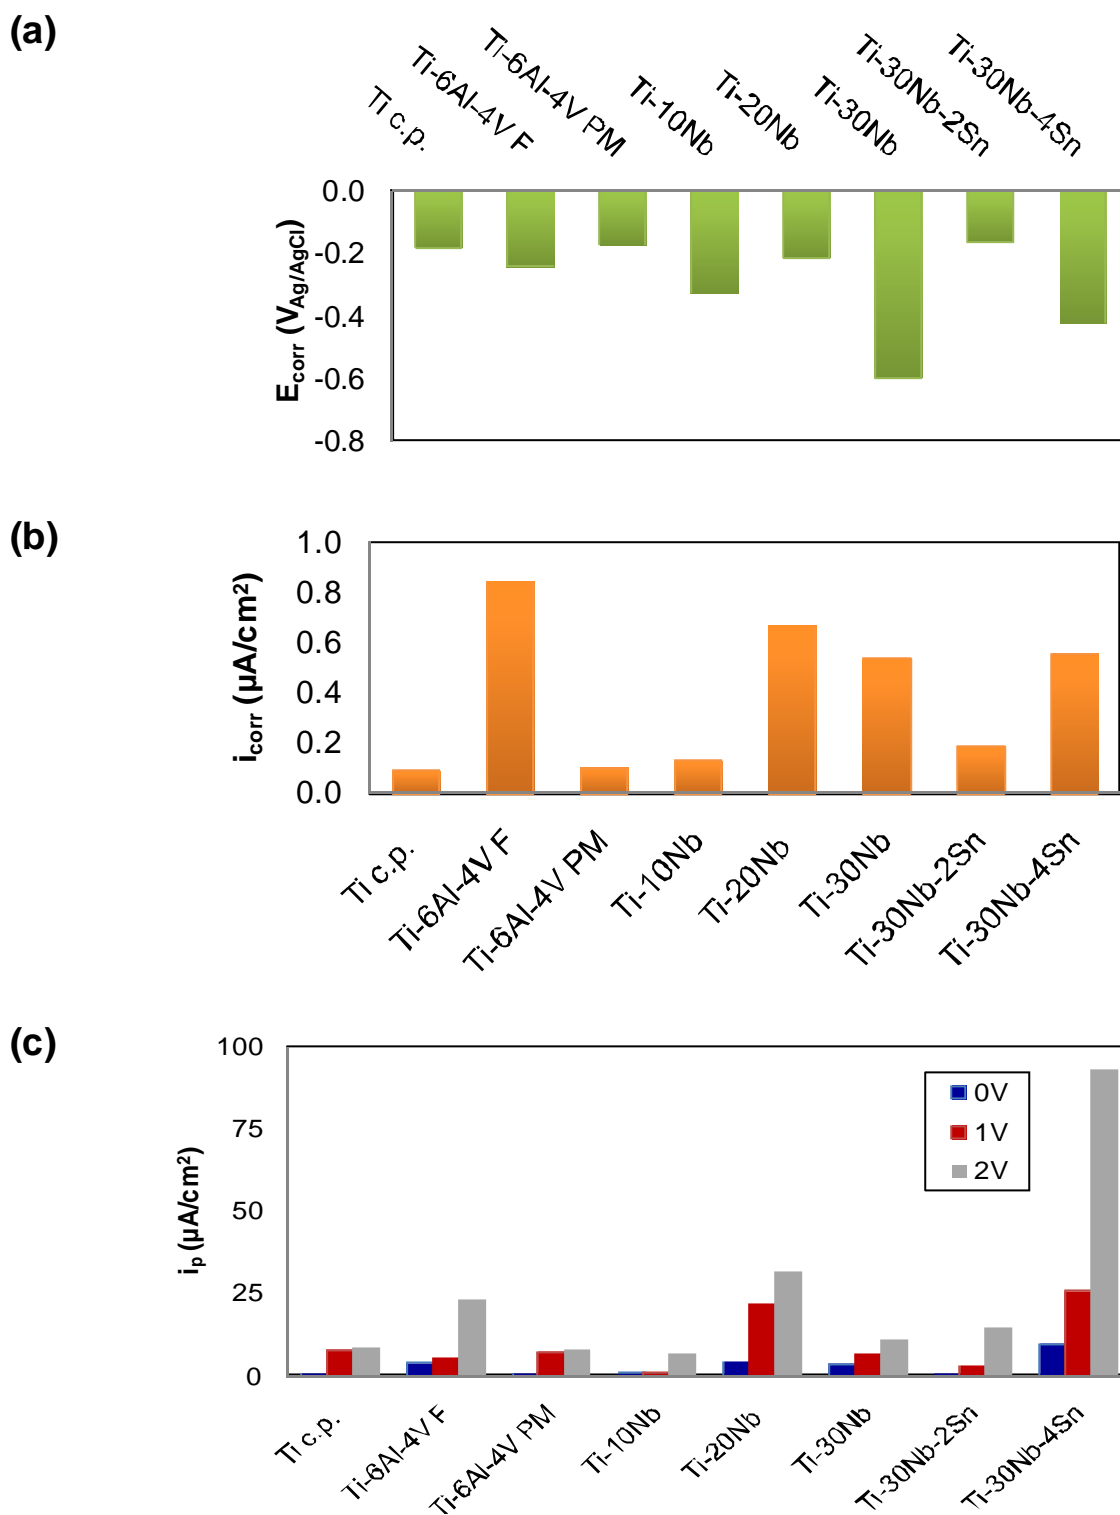 (a)
Ti c.p.
Ti-6Al-4V F
Ti-6Al-4V PM
Ti-10Nb
Ti-20Nb
Ti-30Nb
Ti-30Nb-2Sn
Ti-30Nb-4Sn
0.0
-0.2
-0.4
-0.6
-0.8
Ecorr (VAg/AgCl)
(b)
1.0
0.8
0.6
0.4
0.2
0.0
icorr (µA/cm²)
Ti c.p.
Ti-6Al-4V F
Ti-6Al-4V PM
Ti-10Nb
Ti-20Nb
Ti-30Nb
Ti-30Nb-2Sn
Ti-30Nb-4Sn
(c)
100
75
50
25
0
ip (µA/cm²)
0V
1V
2V
Ti c.p.
Ti-6Al-4V F
Ti-6Al-4V PM
Ti-10Nb
Ti-20Nb
Ti-30Nb
Ti-30Nb-2Sn
Ti-30Nb-4Sn